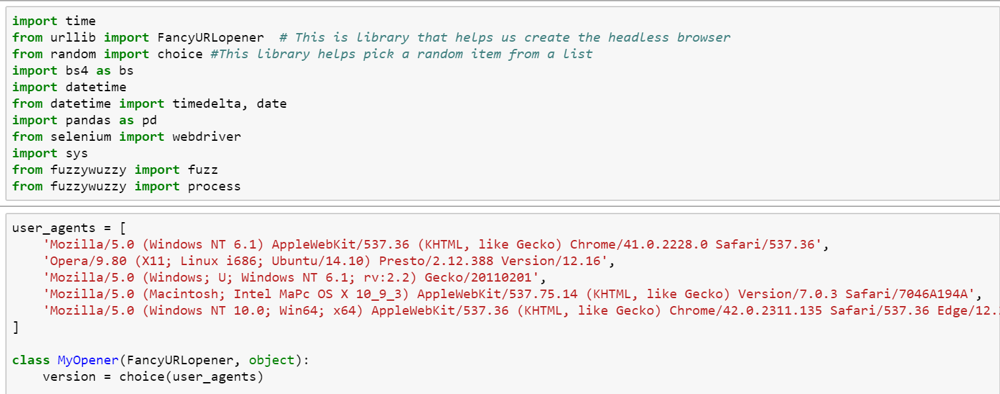 import time
from urllib import FancyURLopener  # This is library that helps us create the headless browser
from random import choice #This library helps pick a random item from a list
import bs4 as bs
import datetime
from datetime import timedelta, date
import pandas as pd
from selenium import webdriver
import sys
from fuzzywuzzy import fuzz
from fuzzywuzzy import process
user_agents = [
    'Mozilla/5.0 (Windows NT 6.1) AppleWebKit/537.36 (KHTML, like Gecko) Chrome/41.0.2228.0 Safari/537.36',
    'Opera/9.80 (X11; Linux i686; Ubuntu/14.10) Presto/2.12.388 Version/12.16',
    'Mozilla/5.0 (Windows; U; Windows NT 6.1; rv:2.2) Gecko/20110201',
    'Mozilla/5.0 (Macintosh; Intel MaPc OS X 10_9_3) AppleWebKit/537.75.14 (KHTML, like Gecko) Version/7.0.3 Safari/7046A194A',
    'Mozilla/5.0 (Windows NT 10.0; Win64; x64) AppleWebKit/537.36 (KHTML, like Gecko) Chrome/42.0.2311.135 Safari/537.36 Edge/12.
]
class MyOpener(FancyURLopener, object):
    version = choice(user_agents)